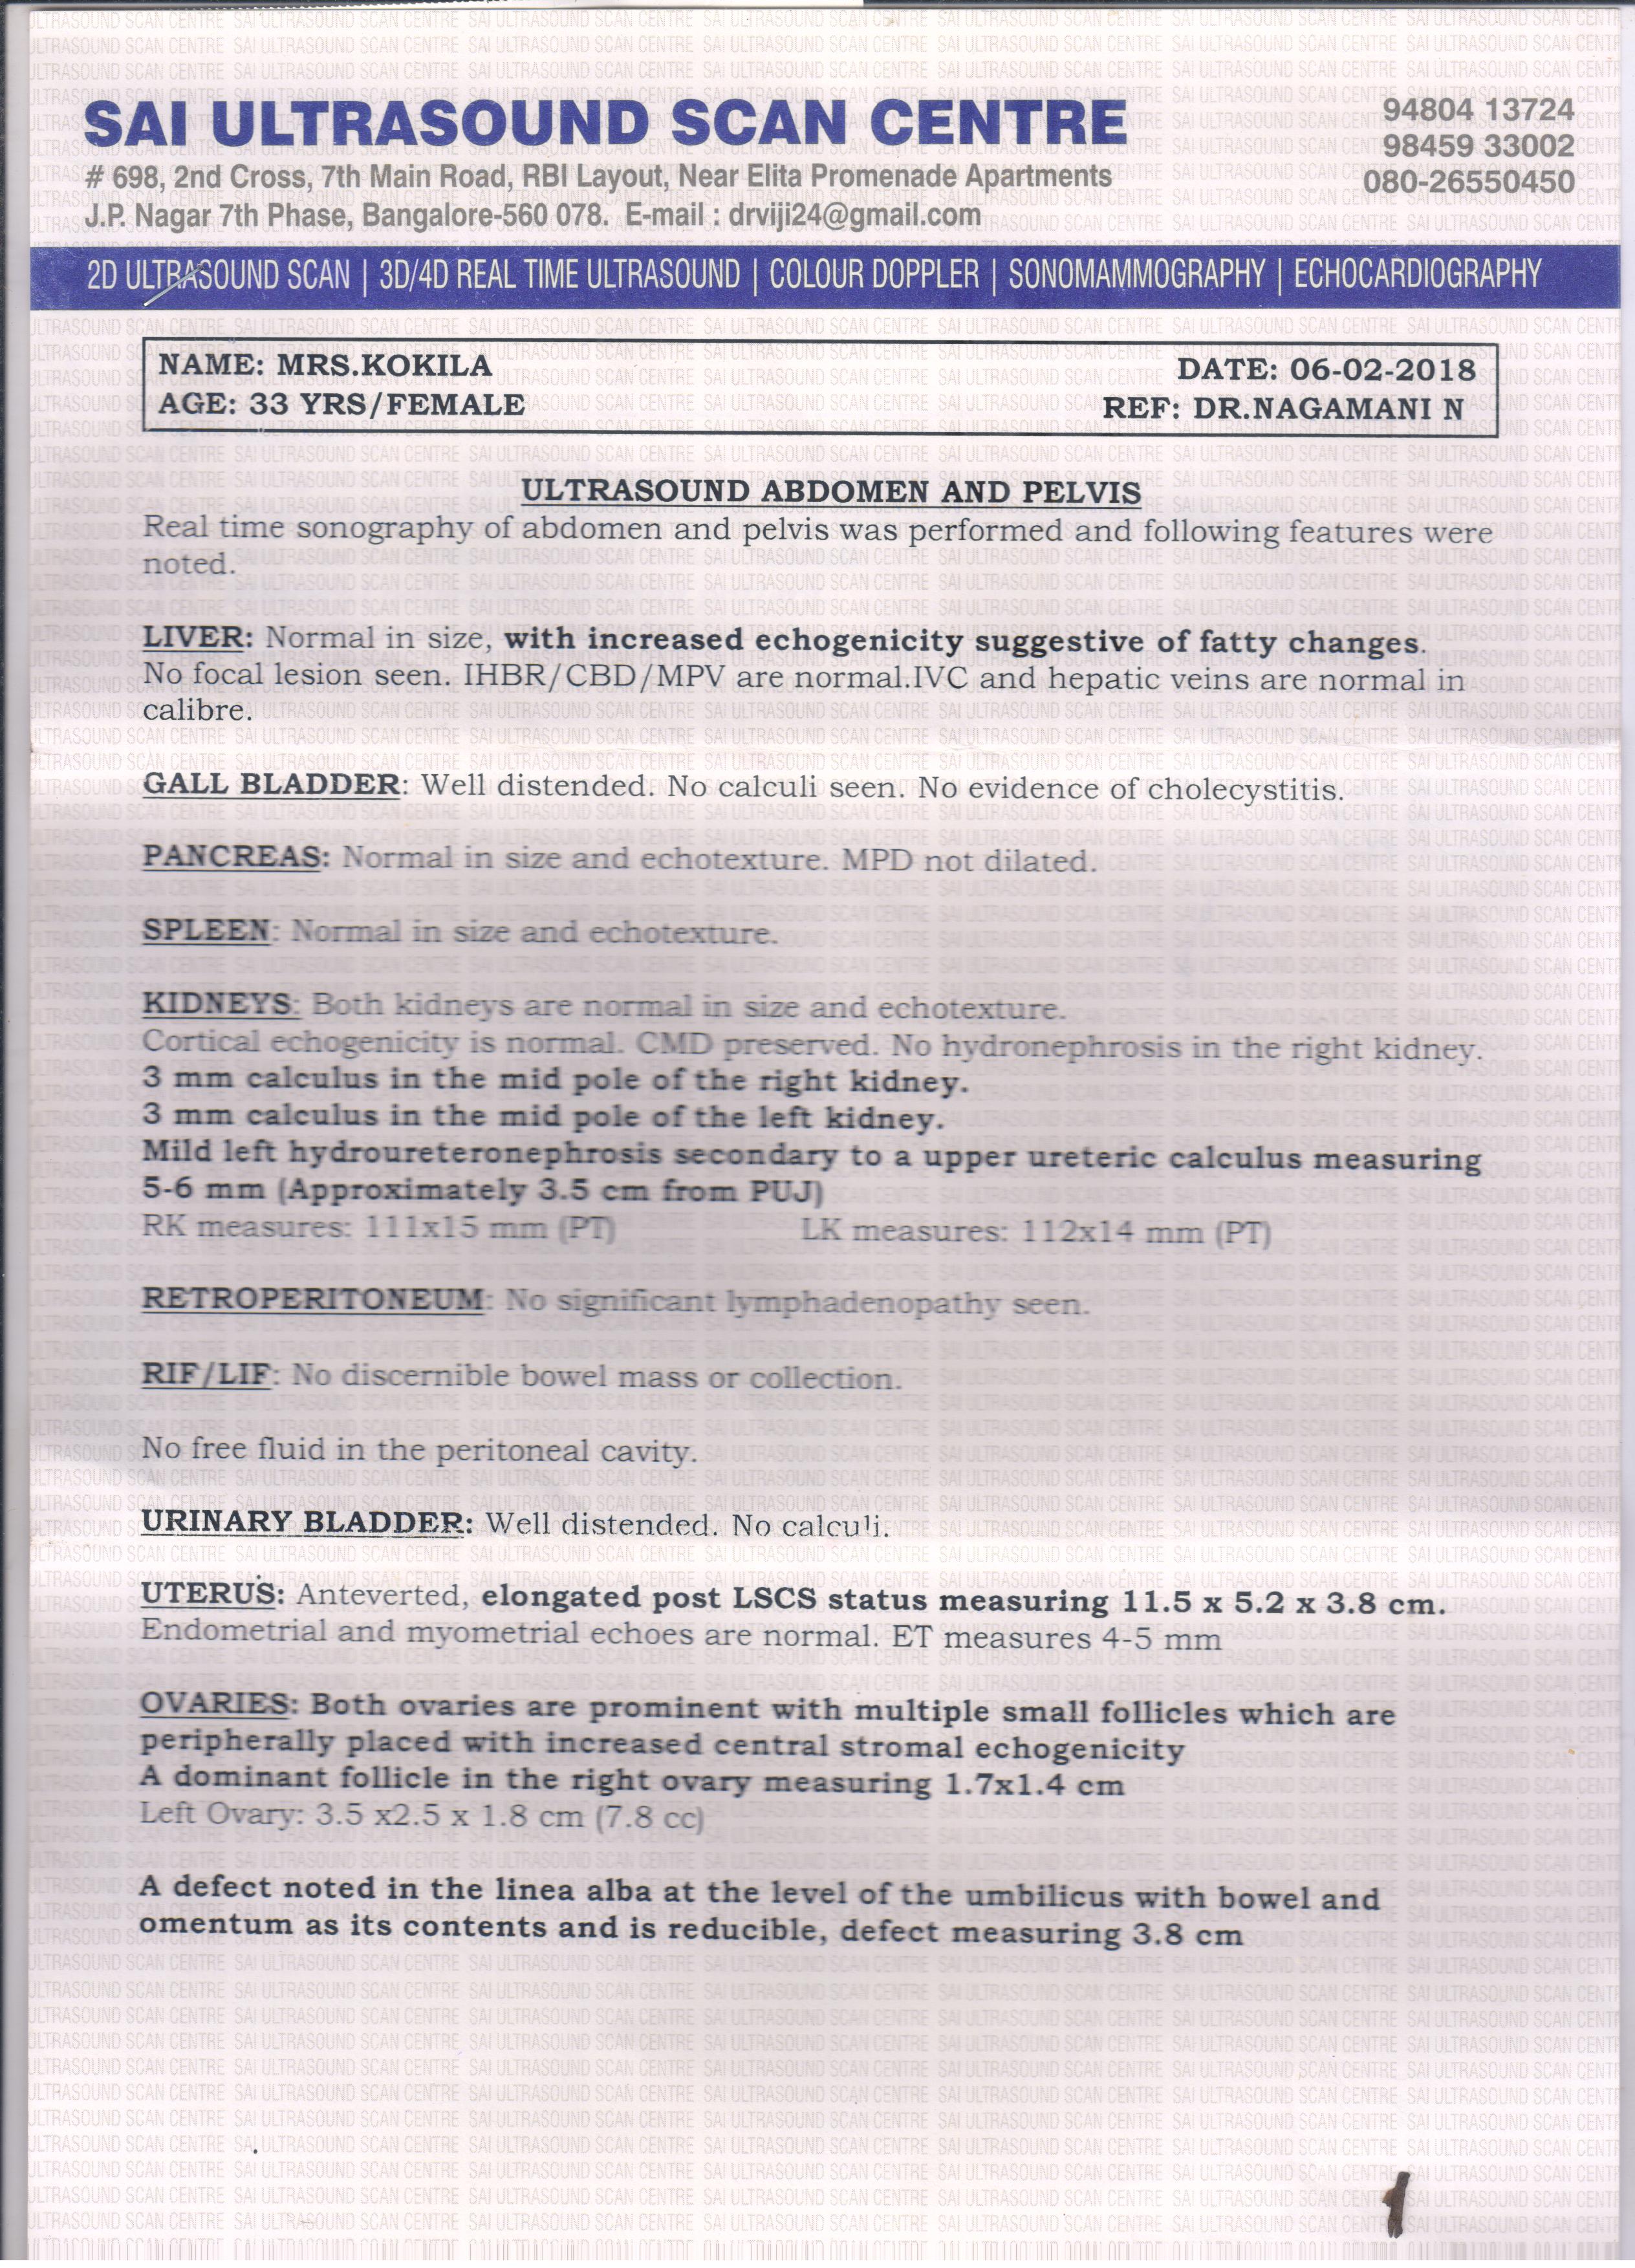 SAI ULTRASOUND SCAN CENTRE
# 698, 2nd Cross, 7th Main Road, RBI Layout, Near Elita Promenade Apartments
J.P. Nagar 7th Phase, Bangalore-560 078. E-mail : drviji24@gmail.com
94804 13724
98459 33002
080-26550450
2D ULTRASOUND SCAN | 3D/4D REAL TIME ULTRASOUND | COLOUR DOPPLER | SONOMAMMOGRAPHY | ECHOCARDIOGRAPHY
NAME: MRS.KOKILA DATE: 06-02-2018
AGE: 33 YRS/FEMALE REF: DR.NAGAMANI N
ULTRASOUND ABDOMEN AND PELVIS
Real time sonography of abdomen and pelvis was performed and following features were
noted.
LIVER: Normal in size, with increased echogenicity suggestive of fatty changes.
No focal lesion seen. IHBR/CBD/MPV are normal.IVC and hepatic veins are normal in
calibre.
GALL BLADDER: Well distended. No calculi seen. No evidence of cholecystitis.
PANCREAS: Normal in size and echotexture. MPD not dilated.
SPLEEN: Normal in size and echotexture.
KIDNEYS: Both kidneys are normal in size and echotexture.
Cortical echogenicity is normal. CMD preserved. No hydronephrosis in the right kidney.
3 mm calculus in the mid pole of the right kidney.
3 mm calculus in the mid pole of the left kidney.
Mild left hydroureteronephrosis secondary to a upper ureteric calculus measuring
5-6 mm (Approximately 3.5 cm from PUJ)
RK measures: 111x15 mm (PT) LK measures: 112x14 mm (PT)
RETROPERITONEUM: No significant lymphadenopathy seen.
RIF/LIF: No discernible bowel mass or collection.
No free fluid in the peritoneal cavity.
URINARY BLADDER: Well distended. No calculi.
UTERUS: Anteverted, elongated post LSCS status measuring 11.5 x 5.2 x 3.8 cm.
Endometrial and myometrial echoes are normal. ET measures 4-5 mm
OVARIES: Both ovaries are prominent with multiple small follicles which are
peripherally placed with increased central stromal echogenicity
A dominant follicle in the right ovary measuring 1.7x1.4 cm
Left Ovary: 3.5 x2.5 x 1.8 cm (7.8 cc)
A defect noted in the linea alba at the level of the umbilicus with bowel and
omentum as its contents and is reducible, defect measuring 3.8 cm
1